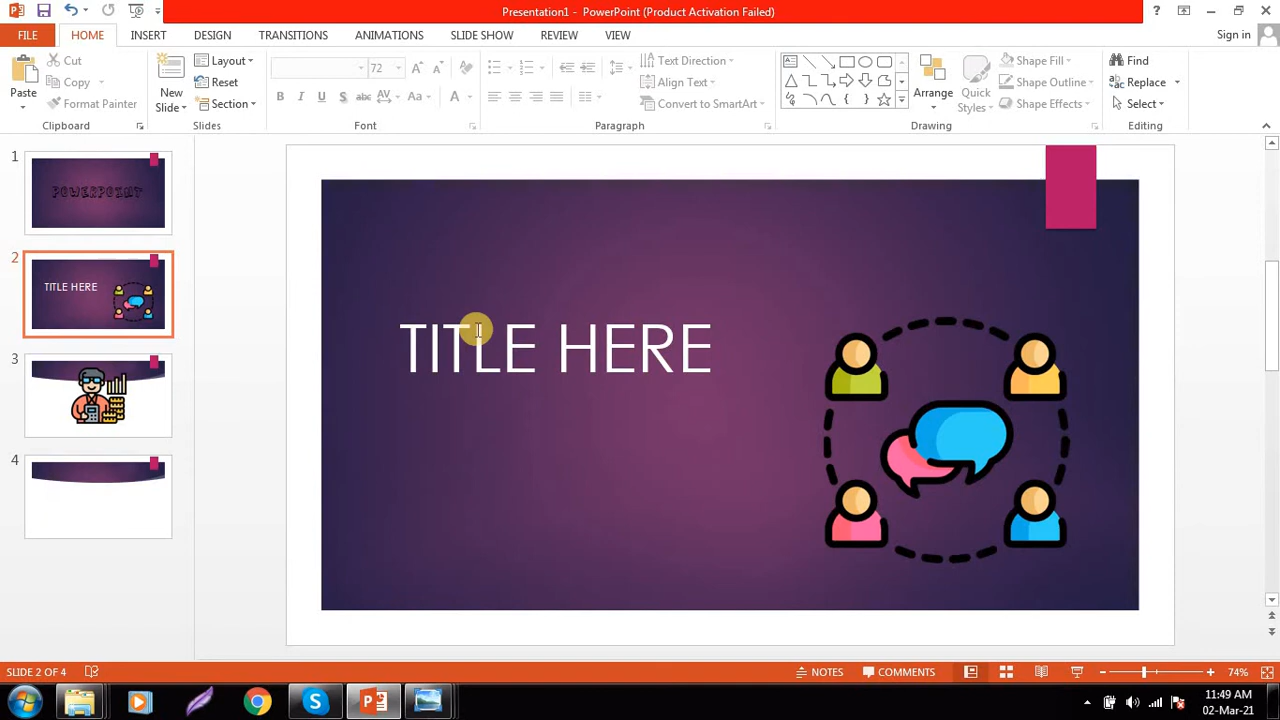 Presentation1 - PowerPoint (Product Activation Failed)
FILE HOME INSERT DESIGN TRANSITIONS ANIMATIONS SLIDE SHOW REVIEW VIEW Sign in
Paste
Cut
Copy
Format Painter
Clipboard
New Slide
Layout
Reset
Section
Slides
72
B I U S abc AV Aa A
Font
Text Direction
Align Text
Convert to SmartArt
Paragraph
Arrange
Quick Styles
Shape Fill
Shape Outline
Shape Effects
Drawing
Find
Replace
Select
Editing
1
POWERPOINT
2
TITLE HERE
3
4
TITLE HERE
SLIDE 2 OF 4 NOTES COMMENTS 74%
11:49 AM
02-Mar-21